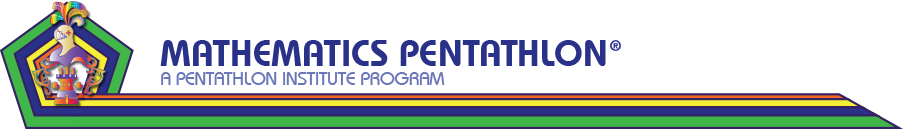 MATHEMATICS PENTATHLON®
A PENTATHLON INSTITUTE PROGRAM